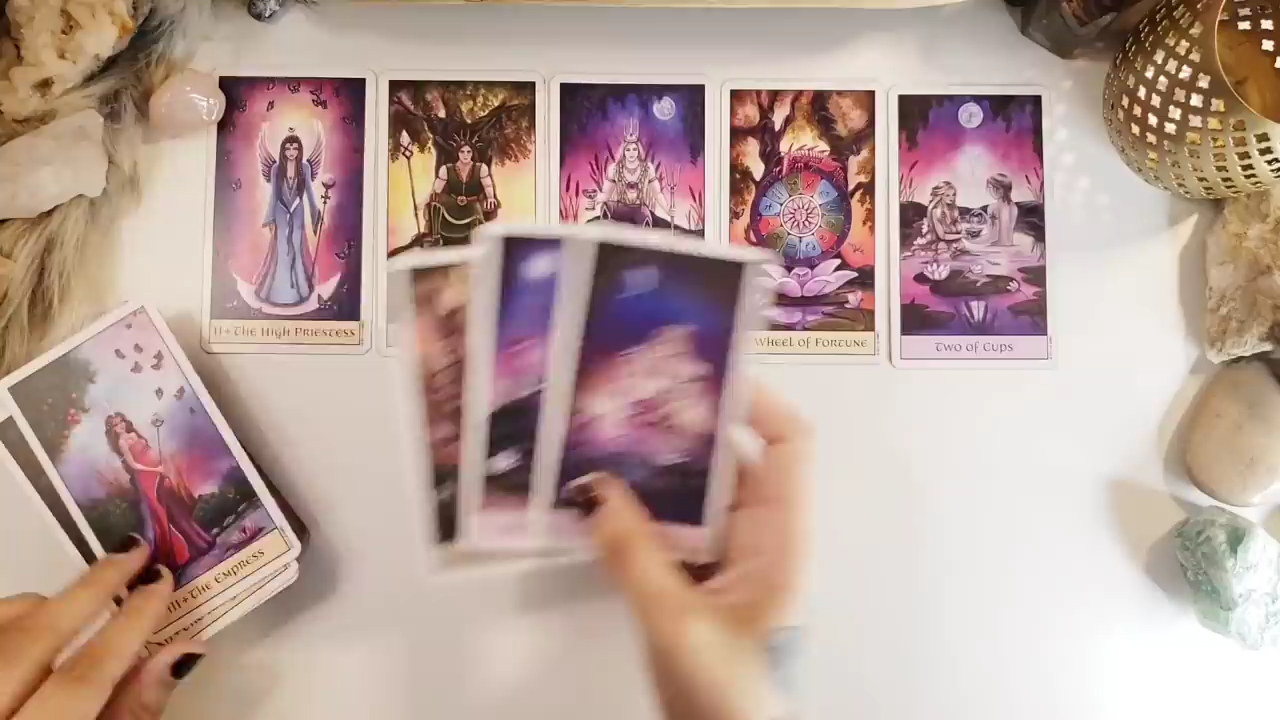 II+The High Priestess
Wheel of Fortune
Two of Cups
III+The Empress